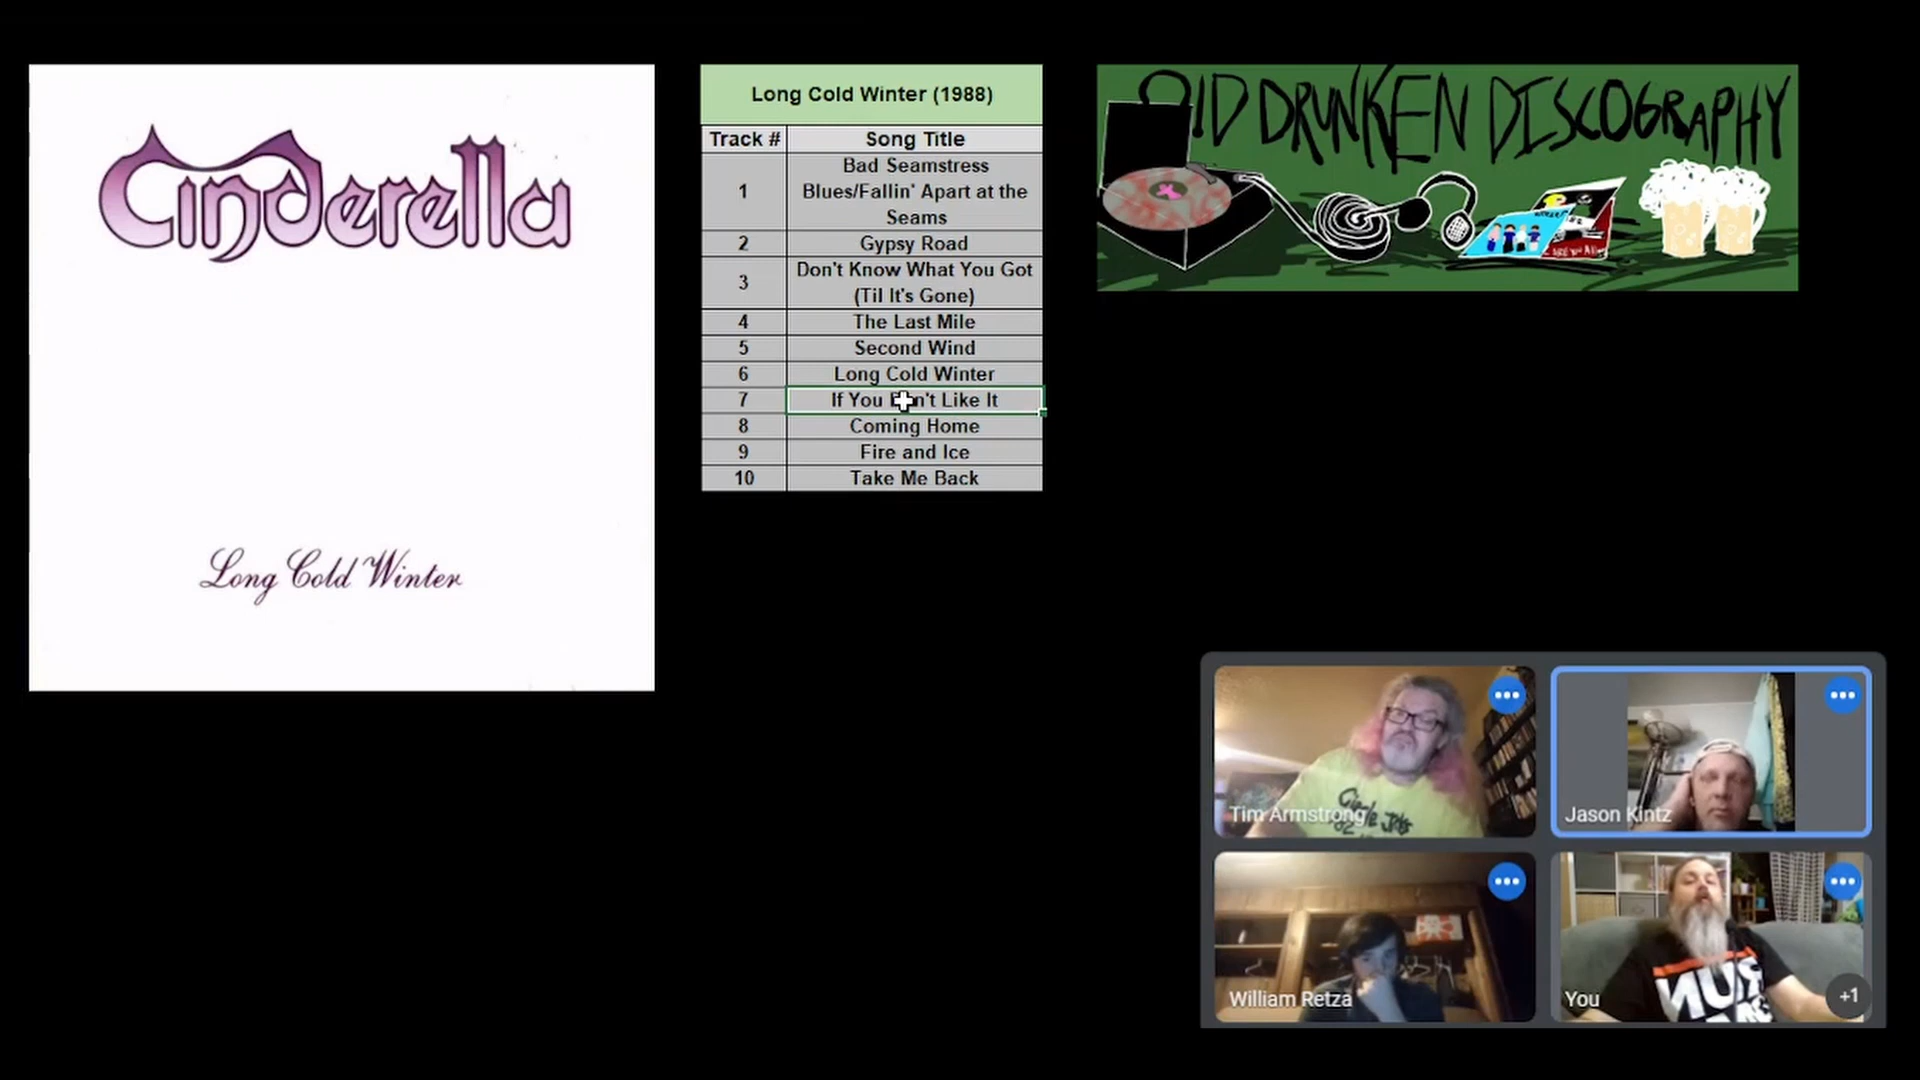 Cinderella
Long Cold Winter
Long Cold Winter (1988)
Track # Song Title
1 Bad Seamstress
Blues/Fallin' Apart at the
Seams
2 Gypsy Road
3 Don't Know What You Got
(Til It's Gone)
4 The Last Mile
5 Second Wind
6 Long Cold Winter
7 If You Don't Like It
8 Coming Home
9 Fire and Ice
10 Take Me Back
OLD DRUNKEN DISCOGRAPHY
Tim Armstrong
Jason Kintz
William Retza
You
+1